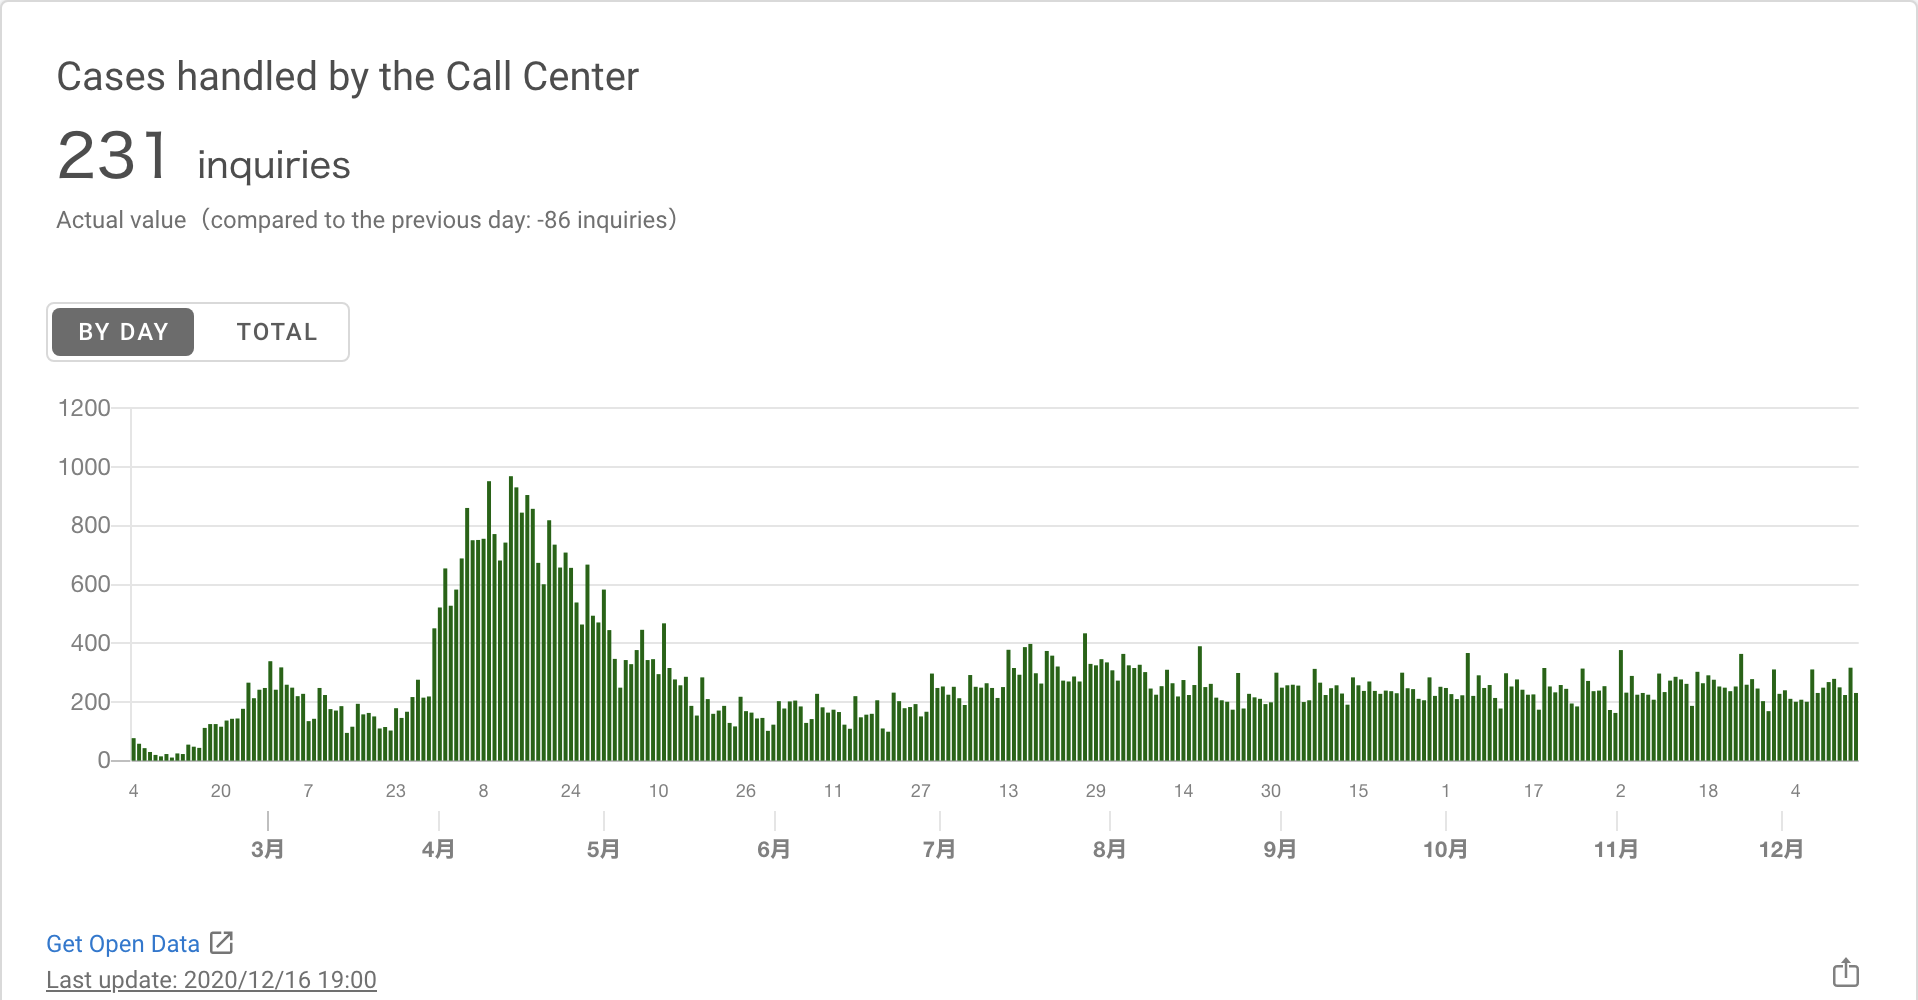 Cases handled by the Call Center
231 inquiries
Actual value（compared to the previous day: -86 inquiries）
BY DAY TOTAL
1200
1000
800
600
400
200
0
4 20 7 23 8 24 10 26 11 27 13 29 14 30 15 1 17 2 18 4
3月 4月 5月 6月 7月 8月 9月 10月 11月 12月
Get Open Data
Last update: 2020/12/16 19:00